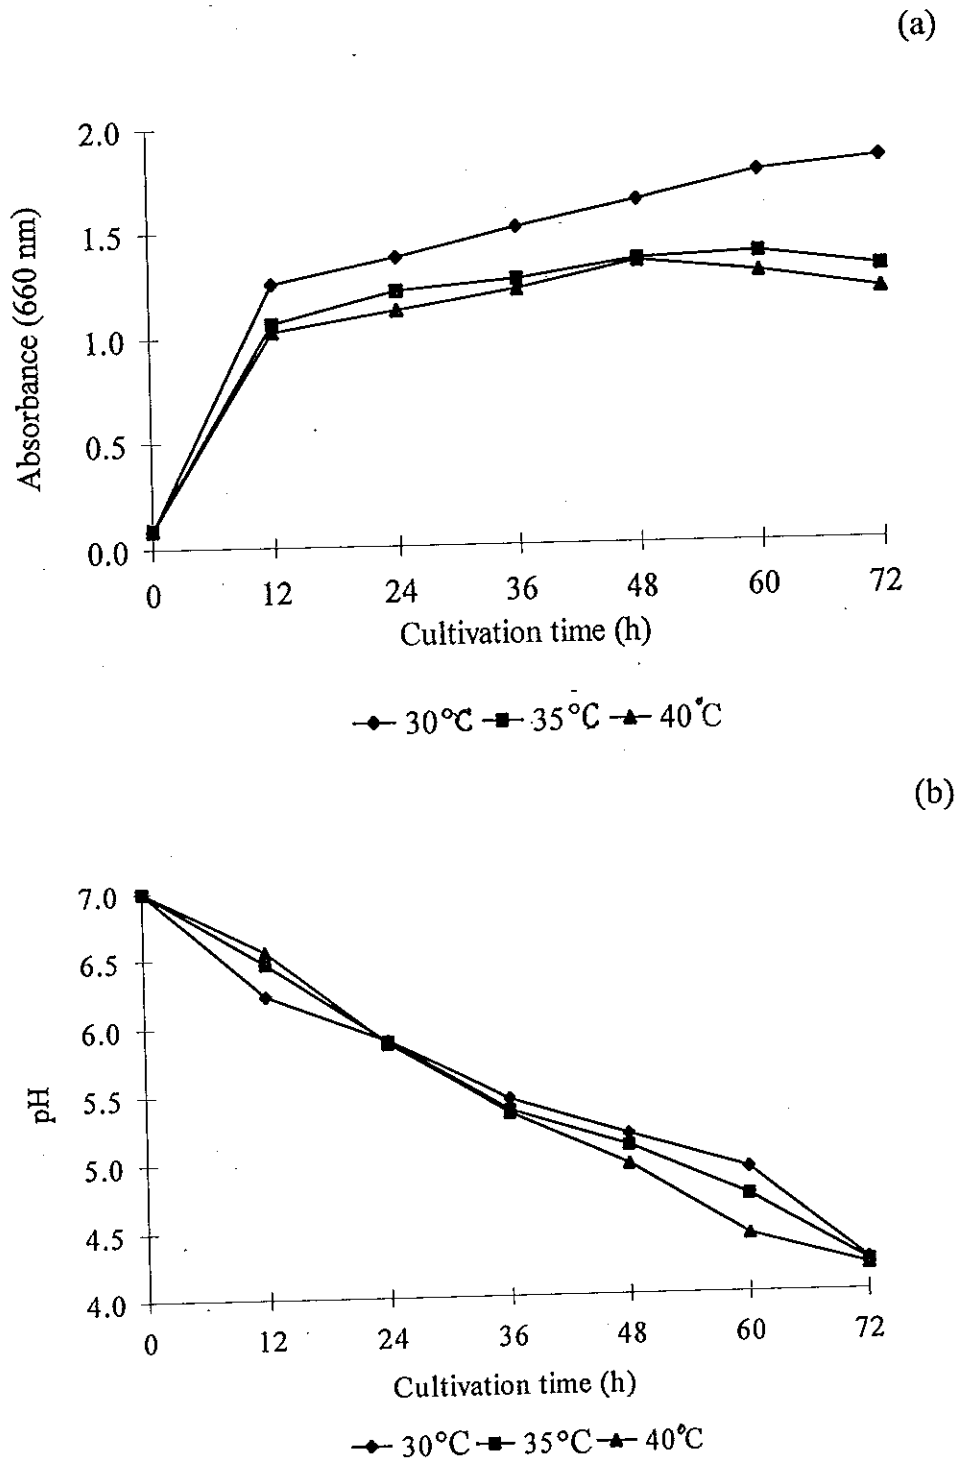 (a)
2.0
1.5
1.0
0.5
0.0
Absorbance (660 nm)
0 12 24 36 48 60 72
Cultivation time (h)
30°C 35°C 40°C
(b)
7.0
6.5
6.0
5.5
5.0
4.5
4.0
pH
0 12 24 36 48 60 72
Cultivation time (h)
30°C 35°C 40°C